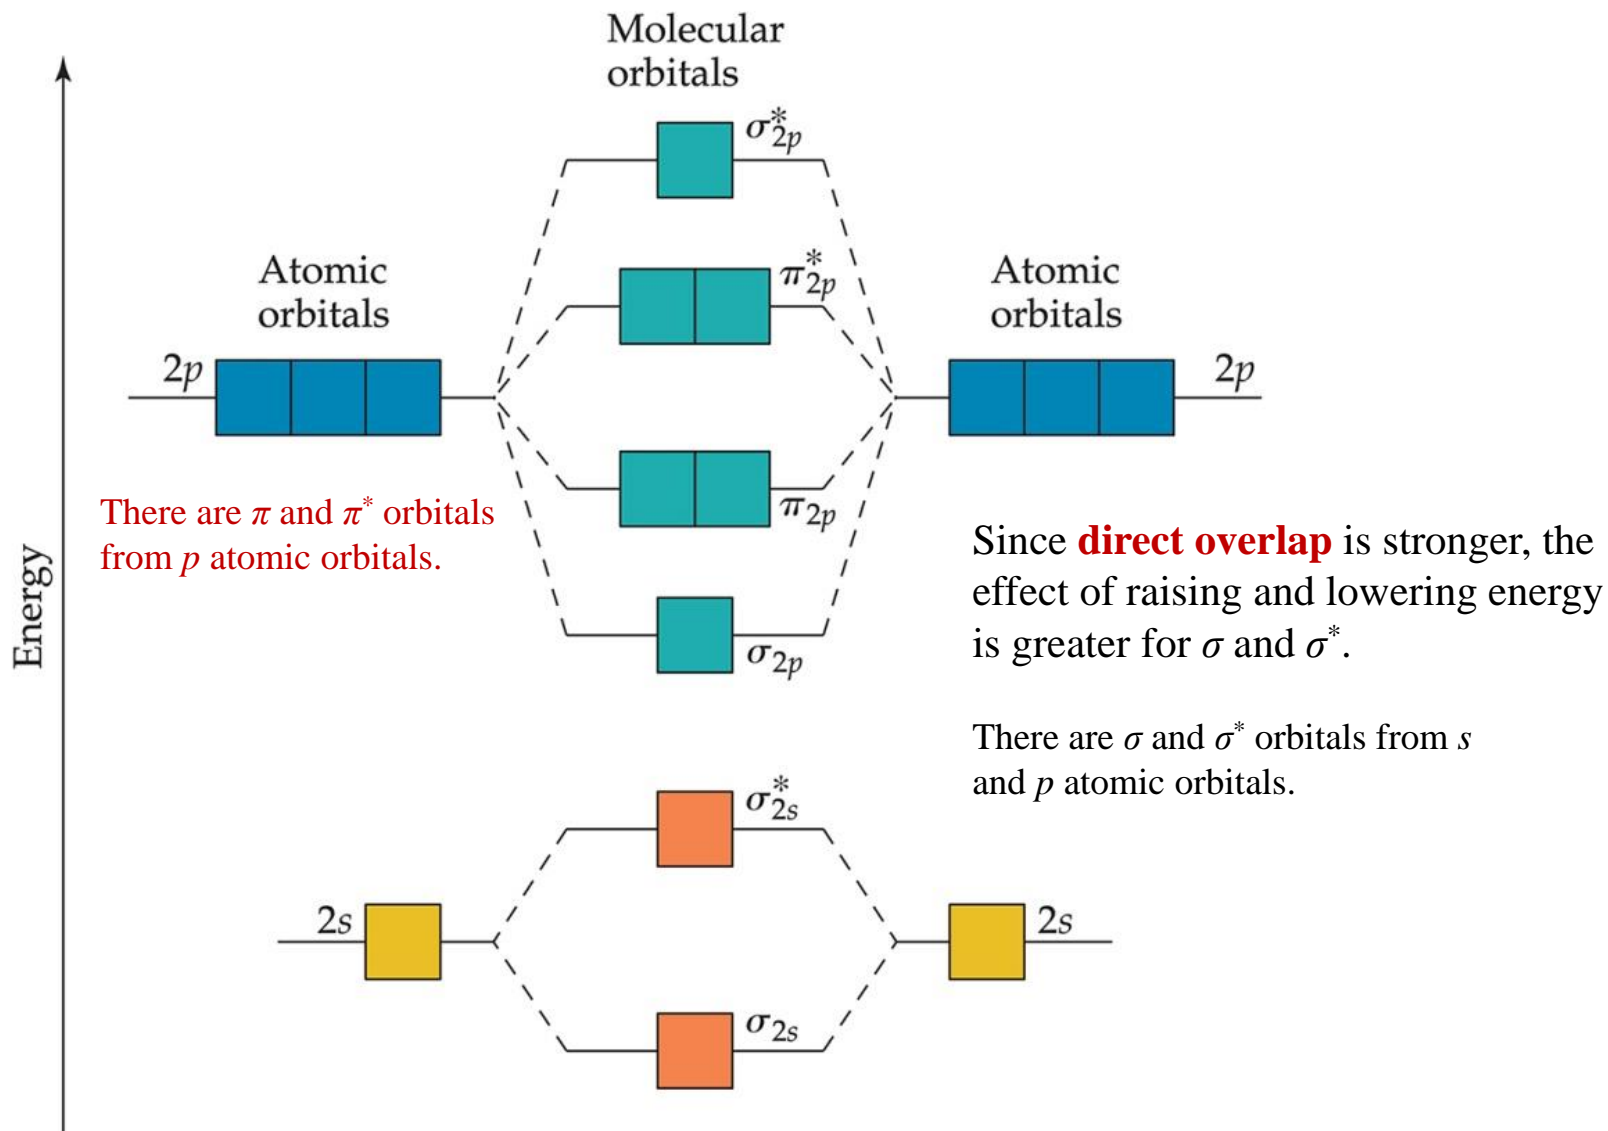 Molecular
orbitals
σ*2p
Atomic
orbitals
π*2p
Atomic
orbitals
2p
2p
π2p
There are π and π* orbitals
from p atomic orbitals.
Since direct overlap is stronger, the
effect of raising and lowering energy
is greater for σ and σ*.
Energy
σ2p
There are σ and σ* orbitals from s
and p atomic orbitals.
σ*2s
2s
2s
σ2s